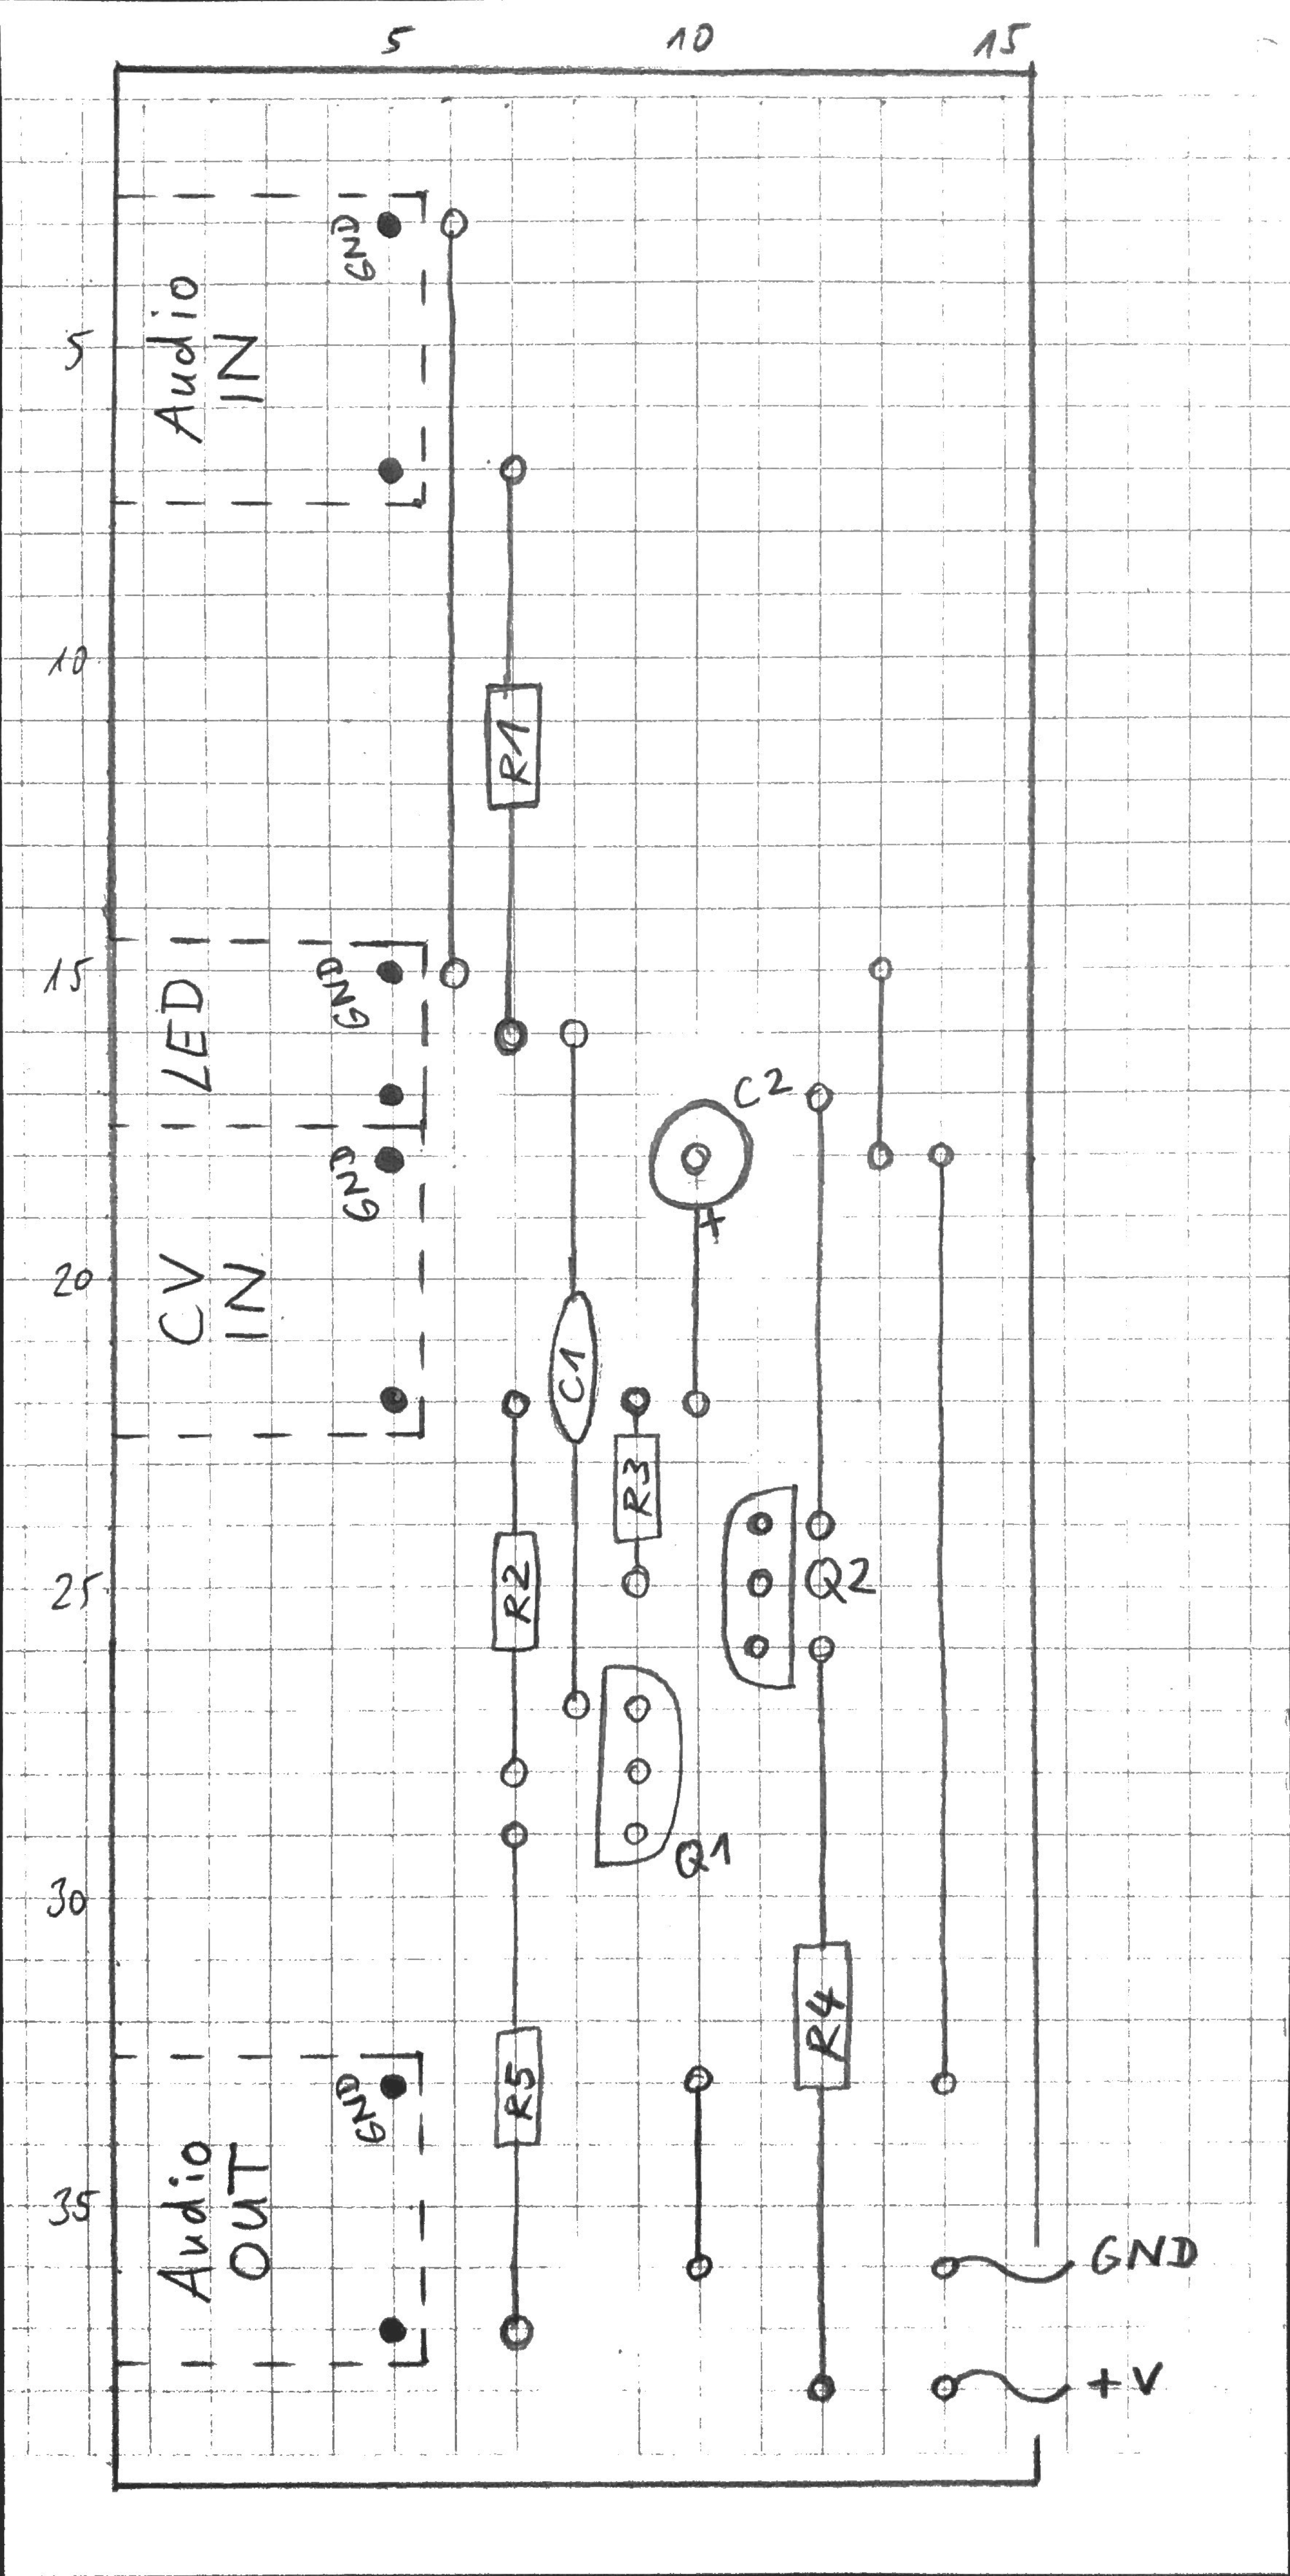 5 10 15
GND
Audio
IN
5
R1
10
GND
LED
15
C2
GND
+
CV
IN
20
C1
R3
R2
Q2
25
Q1
30
R4
GND
R5
Audio
OUT
35
GND
+V